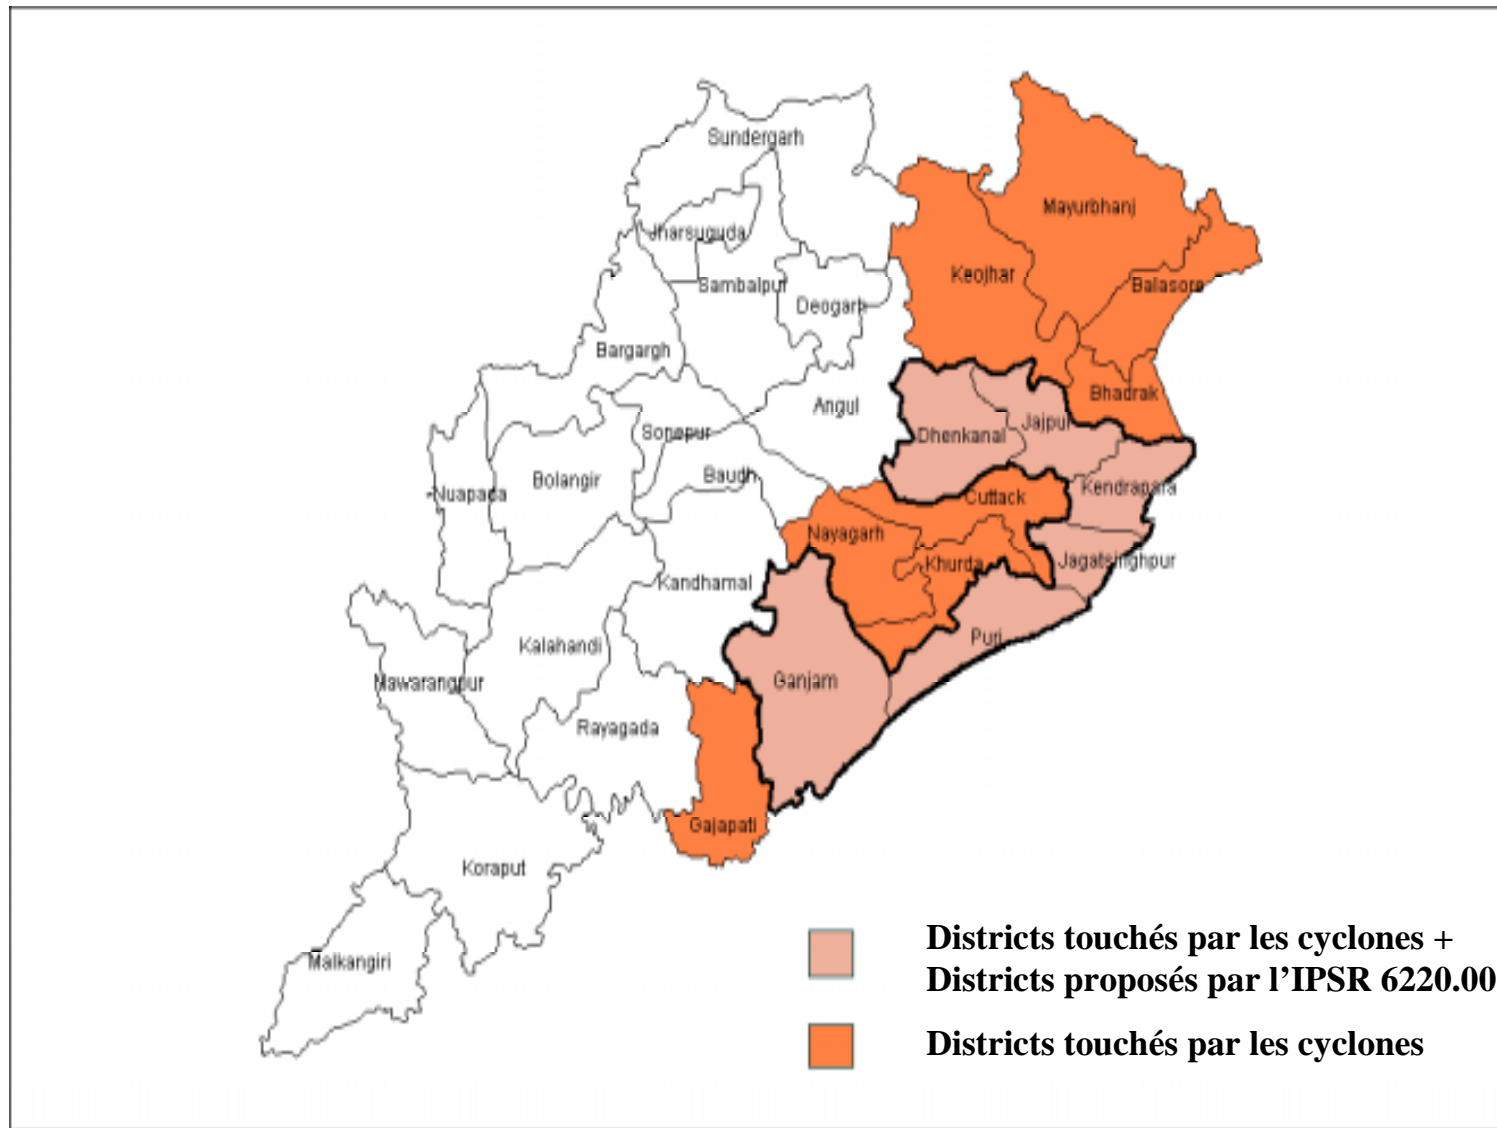 Sundergarh
Mayurbhanj
Jharsuguda
Keojhar
Sambalpur
Balasore
Deogarh
Bargargh
Bhadrak
Angul
Jajpur
Sonepur
Dhenkanal
Baudh
Bolangir
Kendrapara
Nuapada
Cuttack
Nayagarh
Khurda
Jagatsinghpur
Kandhamal
Puri
Kalahandi
Ganjam
Nawarangpur
Rayagada
Gajapati
Koraput
Malkangiri
Districts touchés par les cyclones +
Districts proposés par l’IPSR 6220.00
Districts touchés par les cyclones